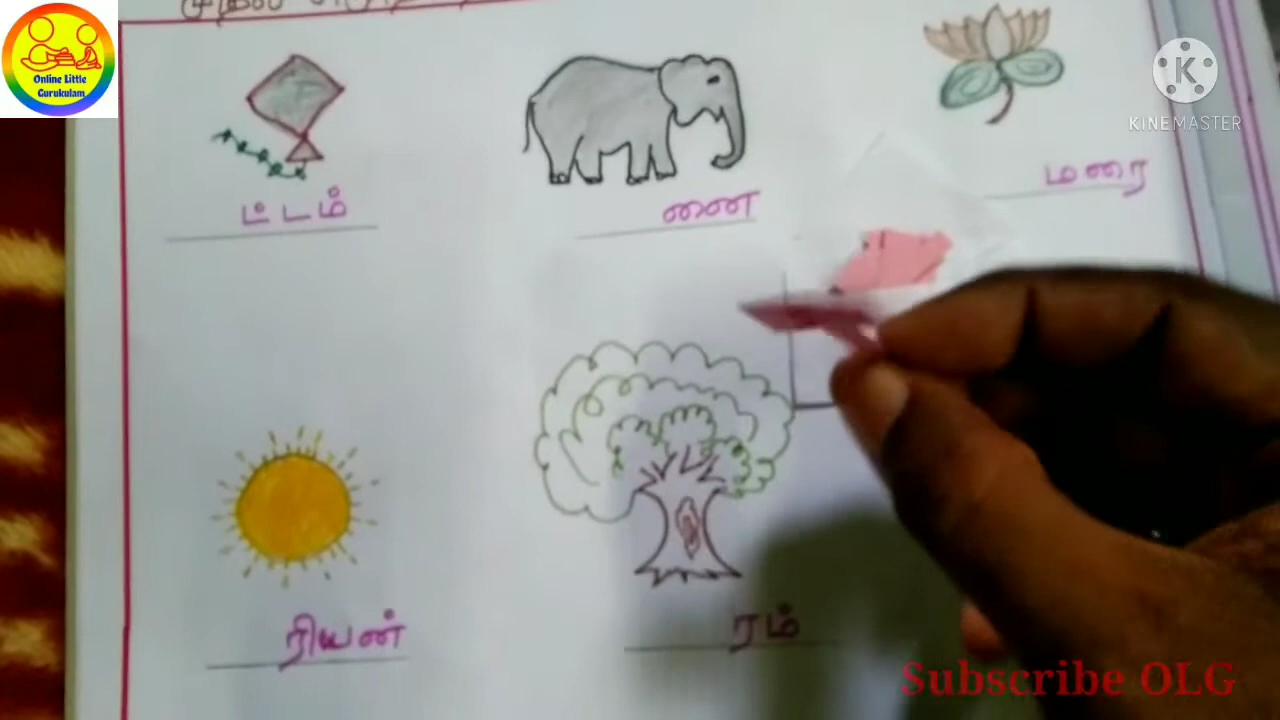 Online Little
Gurukulam
KINEMASTER
ட்டம்
னை
மரை
ரியன்
ரம்
Subscribe OLG